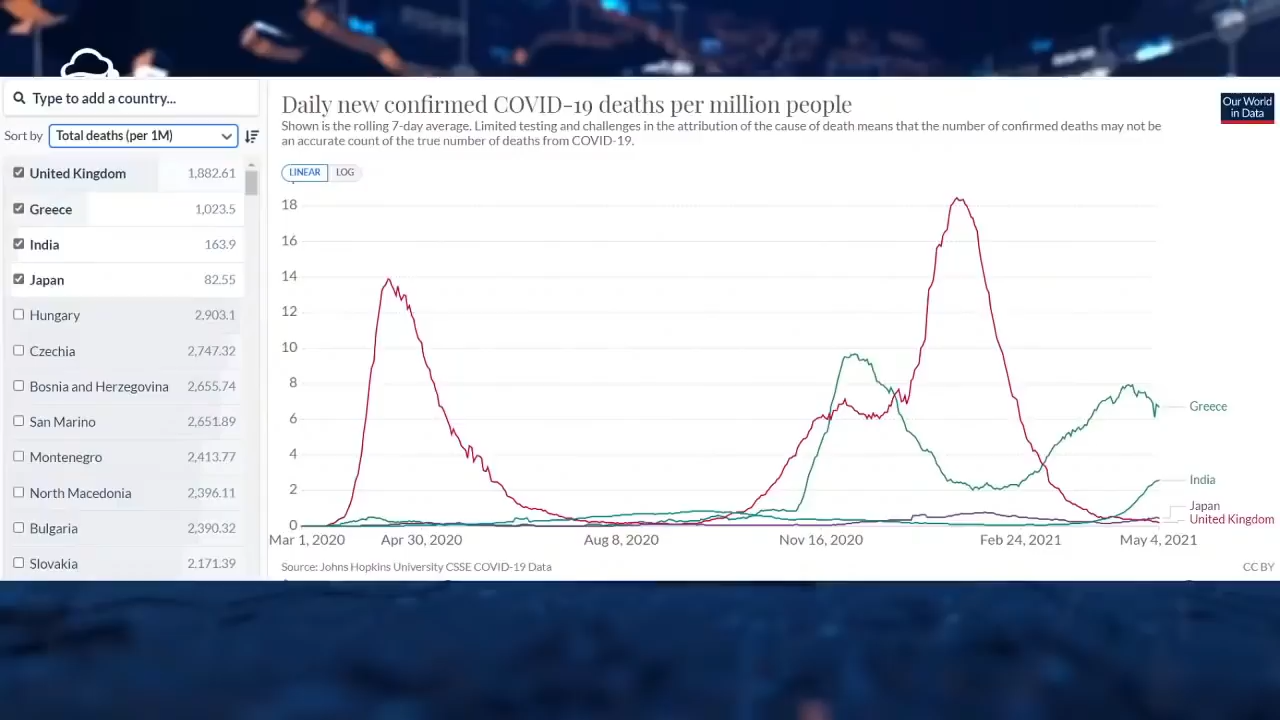 Type to add a country...
Sort by Total deaths (per 1M)
United Kingdom 1,882.61
Greece 1,023.5
India 163.9
Japan 82.55
Hungary 2,903.1
Czechia 2,747.32
Bosnia and Herzegovina 2,655.74
San Marino 2,651.89
Montenegro 2,413.77
North Macedonia 2,396.11
Bulgaria 2,390.32
Slovakia 2,171.39
Daily new confirmed COVID-19 deaths per million people
Shown is the rolling 7-day average. Limited testing and challenges in the attribution of the cause of death means that the number of confirmed deaths may not be
an accurate count of the true number of deaths from COVID-19.
Our World
in Data
LINEAR LOG
18
16
14
12
10
8
6
4
2
0
Greece
India
Japan
United Kingdom
Mar 1, 2020 Apr 30, 2020 Aug 8, 2020 Nov 16, 2020 Feb 24, 2021 May 4, 2021
Source: Johns Hopkins University CSSE COVID-19 Data
CC BY